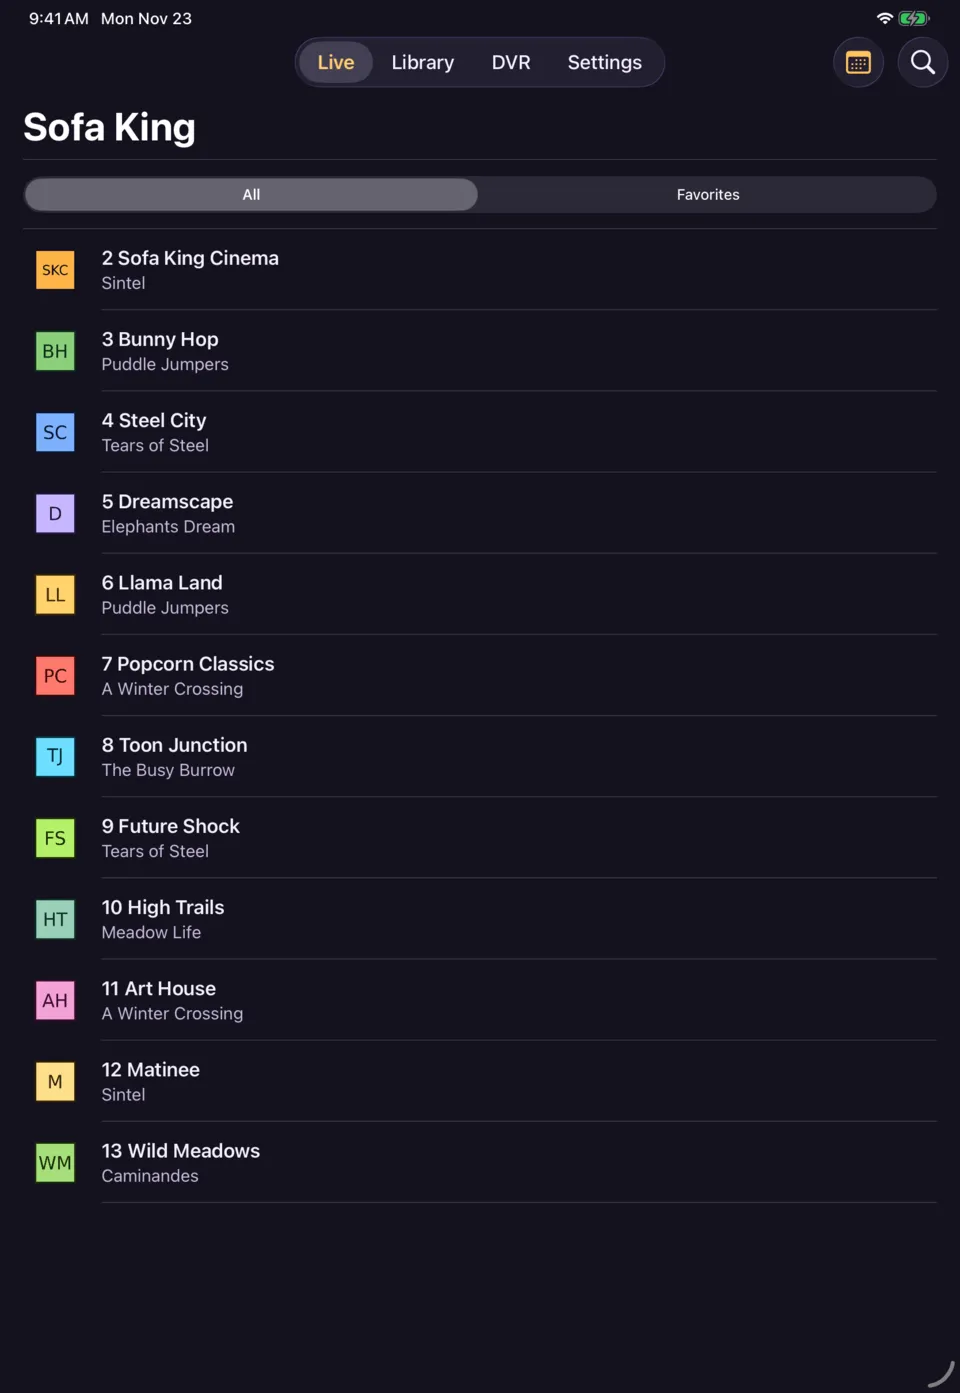 9:41 AM Mon Nov 23
Live Library DVR Settings
Sofa King
All Favorites
SKC
2 Sofa King Cinema
Sintel
BH
3 Bunny Hop
Puddle Jumpers
SC
4 Steel City
Tears of Steel
D
5 Dreamscape
Elephants Dream
LL
6 Llama Land
Puddle Jumpers
PC
7 Popcorn Classics
A Winter Crossing
TJ
8 Toon Junction
The Busy Burrow
FS
9 Future Shock
Tears of Steel
HT
10 High Trails
Meadow Life
AH
11 Art House
A Winter Crossing
M
12 Matinee
Sintel
WM
13 Wild Meadows
Caminandes